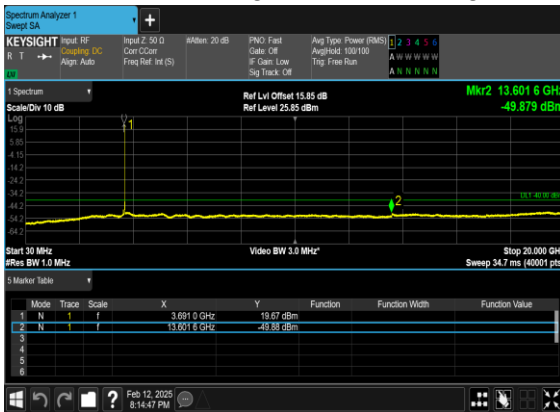 Spectrum Analyzer 1
Swept SA
KEYSIGHT
R T
Input: RF
Coupling: DC
Align: Auto
Input Z: 50 Ω
Corr CCorr
Freq Ref: Int (S)
#Atten: 20 dB
PNO: Fast
Gate: Off
IF Gain: Low
Sig Track: Off
Avg Type: Power (RMS)
Avg|Hold: 100/100
Trig: Free Run
1 2 3 4 5 6
A W W W W W
A N N N N N
1 Spectrum
Scale/Div 10 dB
Ref Lvl Offset 15.85 dB
Ref Level 25.85 dBm
Mkr2 13.601 6 GHz
-49.879 dBm
Log
15.9
5.85
-4.15
-14.2
-24.2
-34.2
-44.2
-54.2
-64.2
1
2
Start 30 MHz
#Res BW 1.0 MHz
Video BW 3.0 MHz*
Stop 20.000 GH
Sweep 34.7 ms (40001 pts
5 Marker Table
Mode Trace Scale X Y Function Function Width Function Value
1 N 1 f 3.691 0 GHz 19.67 dBm
2 N 1 f 13.601 6 GHz -49.88 dBm
3
4
5
6
?
Feb 12, 2025
8:14:47 PM